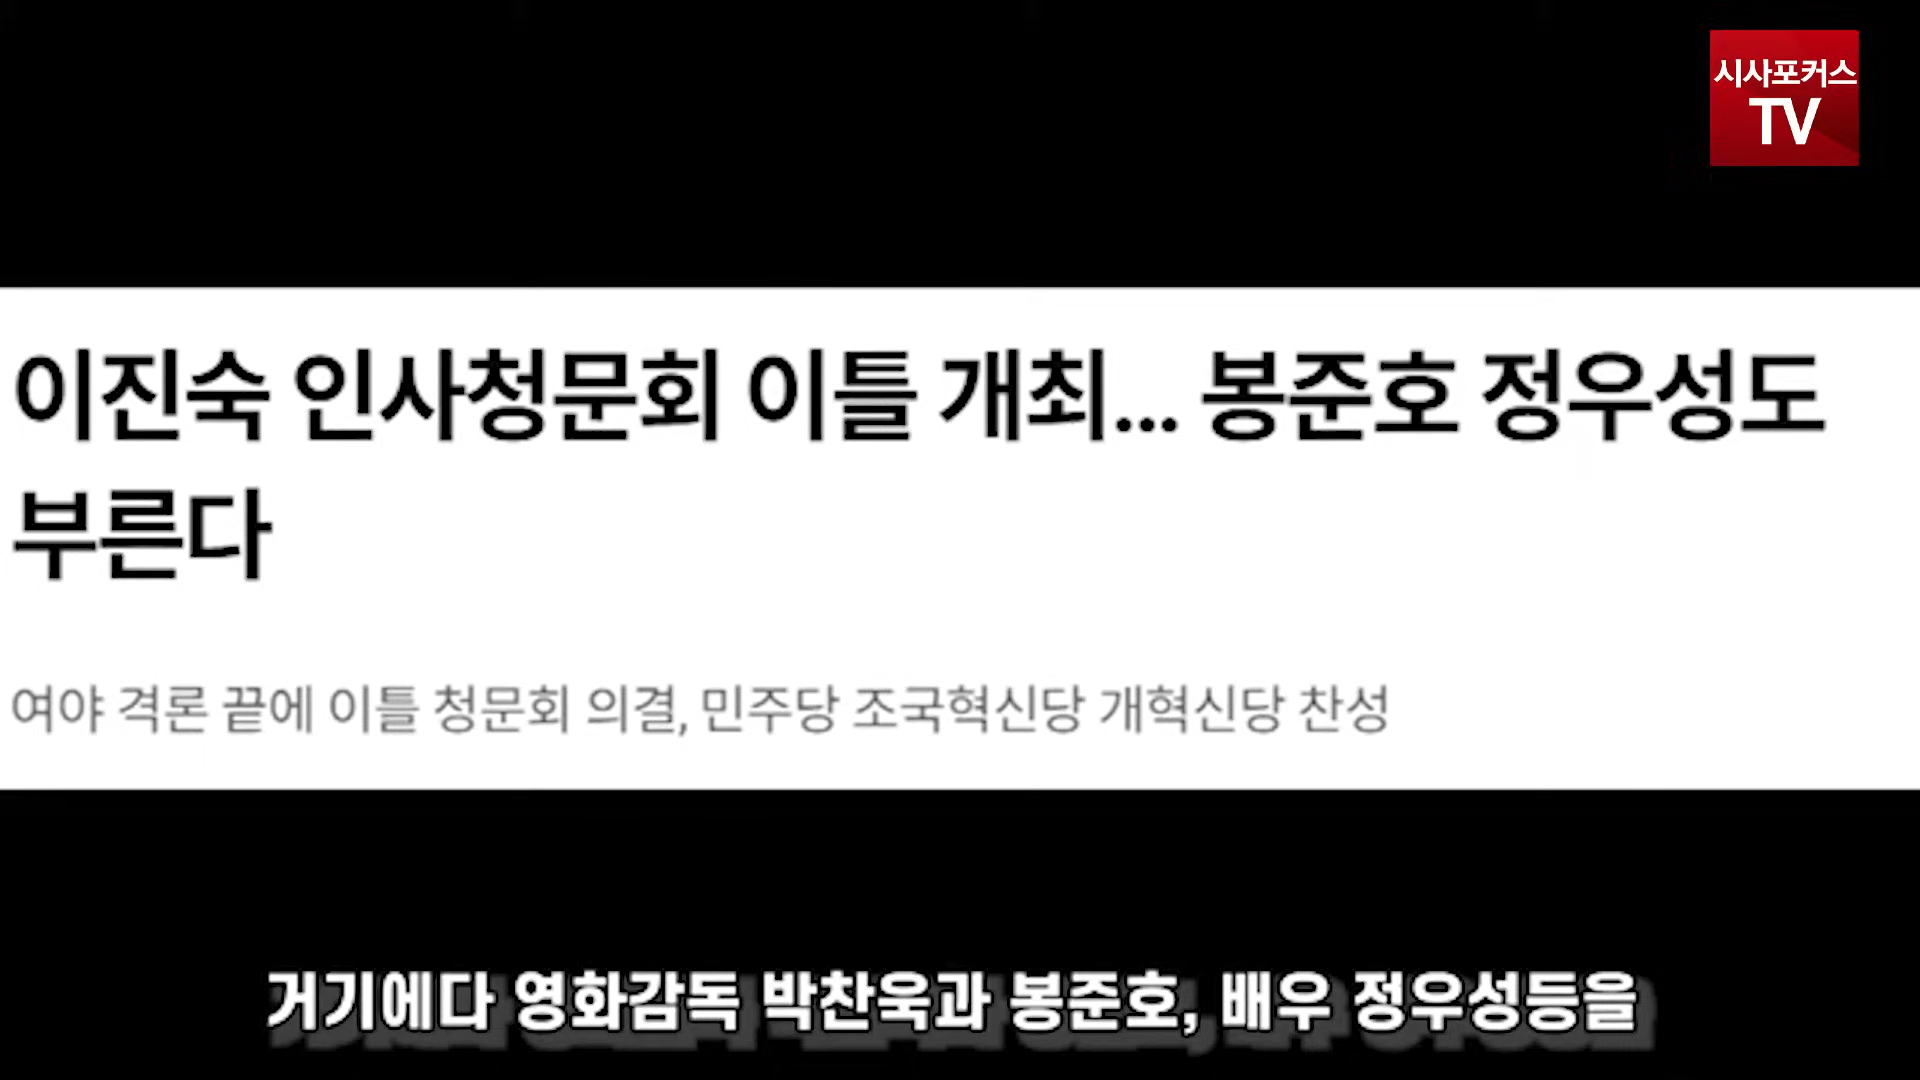 시사포커스
TV
이진숙 인사청문회 이틀 개최... 봉준호 정우성도
부른다
여야 격론 끝에 이틀 청문회 의결, 민주당 조국혁신당 개혁신당 찬성
거기에다 영화감독 박찬욱과 봉준호, 배우 정우성등을